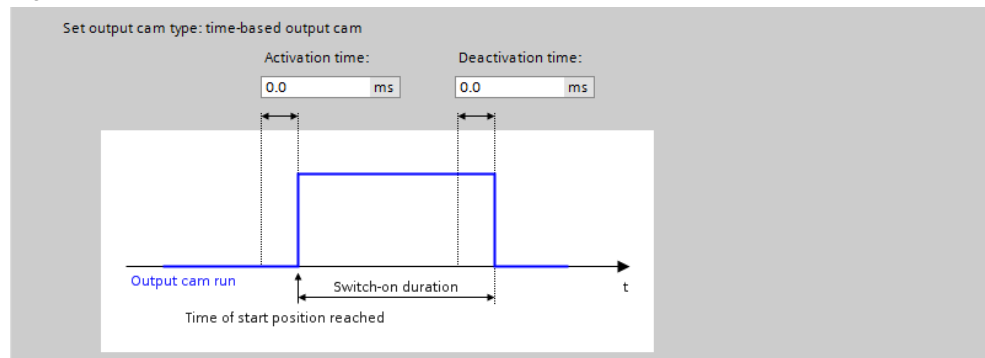 Set output cam type: time-based output cam
Activation time: Deactivation time:
0.0 ms 0.0 ms
Output cam run Switch-on duration t
Time of start position reached